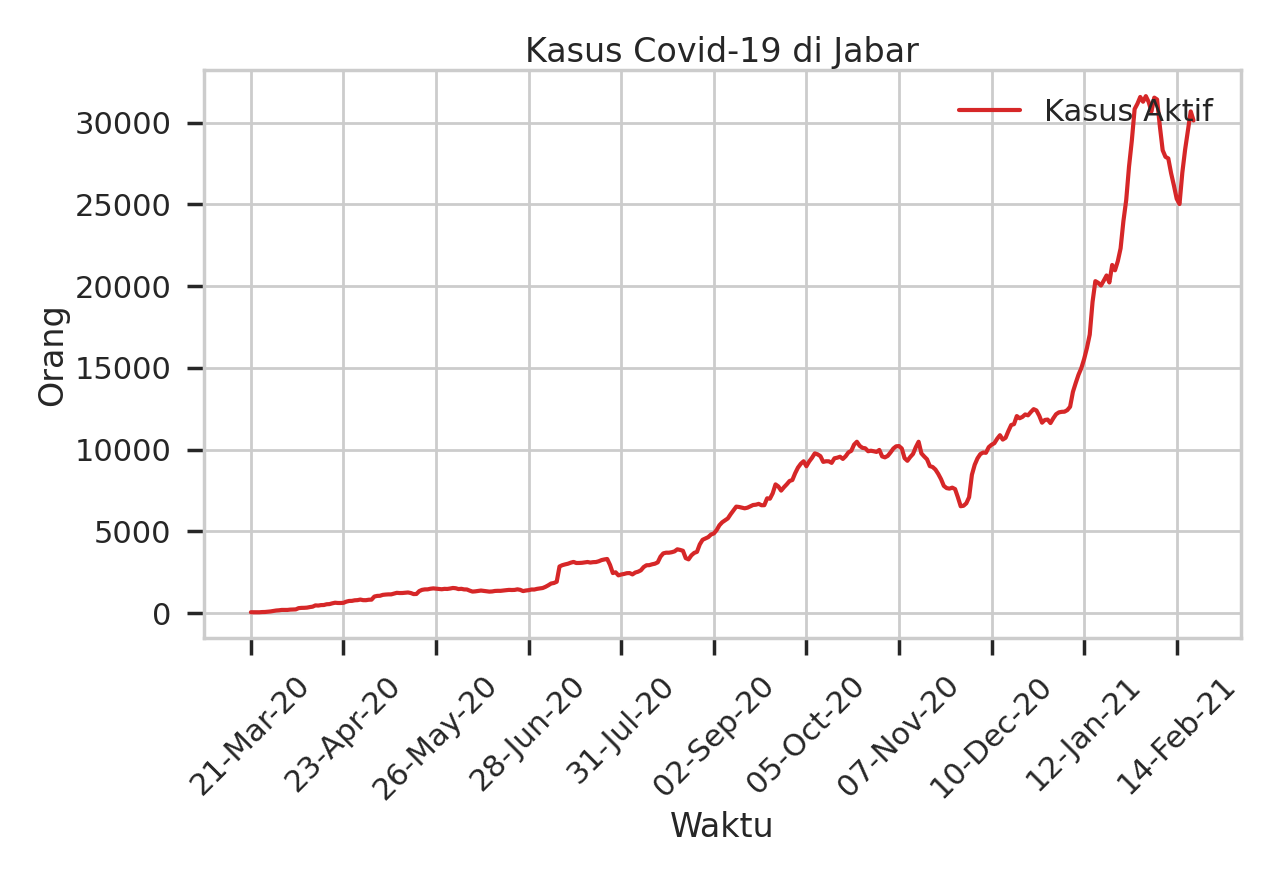 Kasus Covid-19 di Jabar
Kasus Aktif
30000
25000
20000
15000
10000
5000
0
Orang
21-Mar-20
23-Apr-20
26-May-20
28-Jun-20
31-Jul-20
02-Sep-20
05-Oct-20
07-Nov-20
10-Dec-20
12-Jan-21
14-Feb-21
Waktu